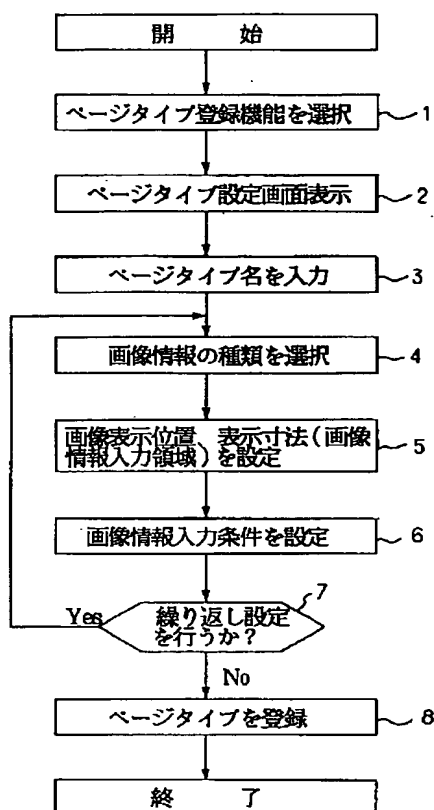 開 始
ページタイプ登録機能を選択 1
ページタイプ設定画面表示 2
ページタイプ名を入力 3
画像情報の種類を選択 4
画像表示位置、表示寸法(画像
情報入力領域)を設定 5
画像情報入力条件を設定 6
繰り返し設定 7
を行うか?
Yes
No
ページタイプを登録 8
終 了